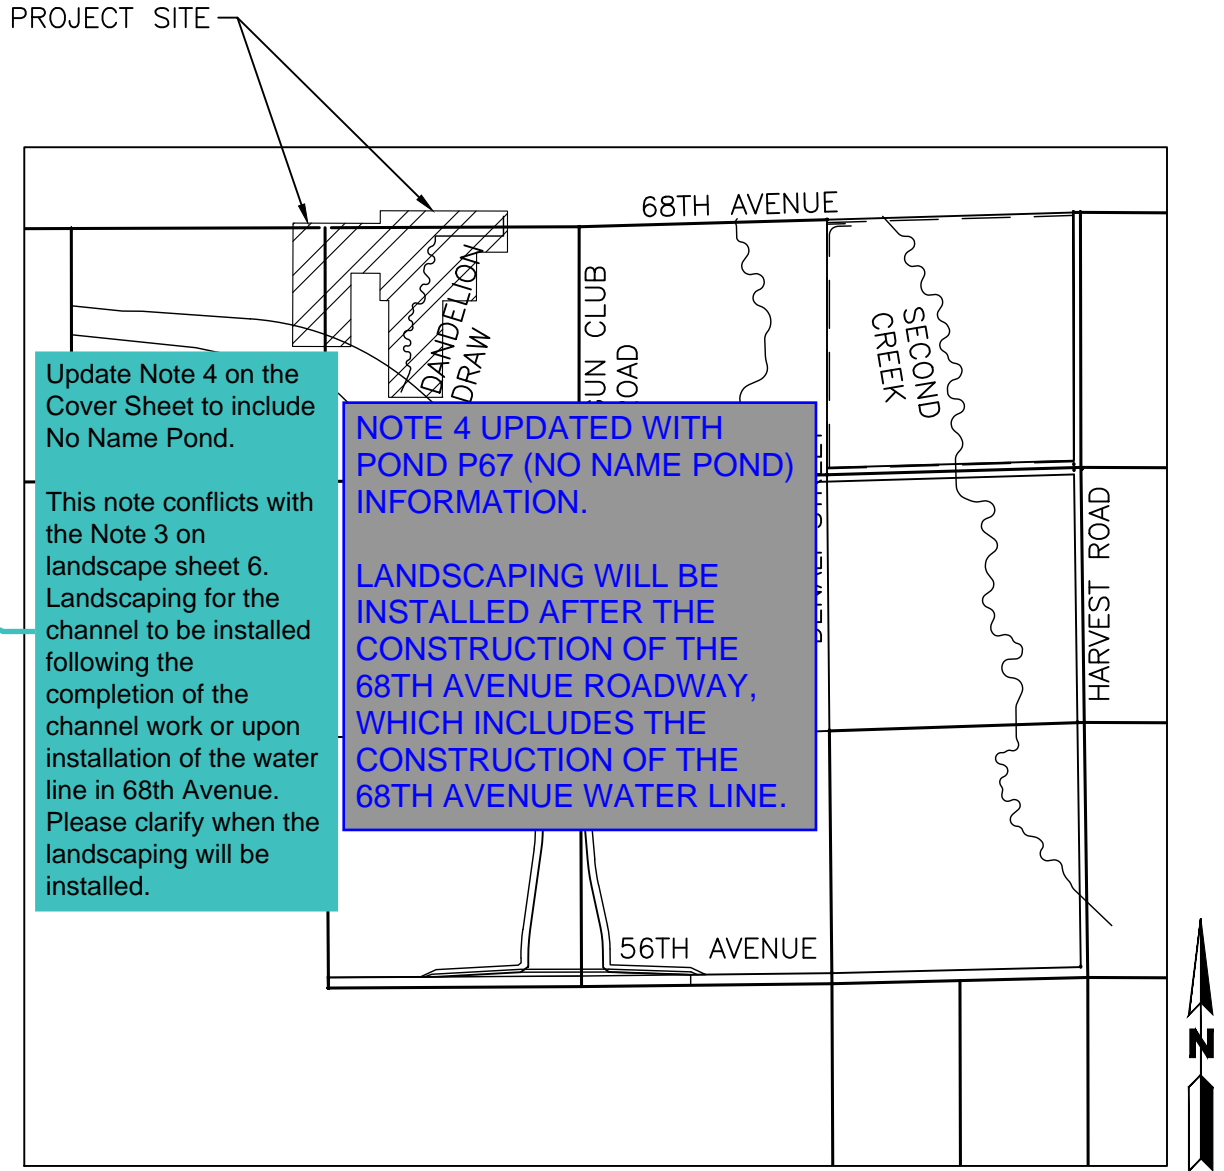 PROJECT SITE
68TH AVENUE
DANDELION
DRAW
CLUB
SECOND
CREEK
HARVEST ROAD
Update Note 4 on the
Cover Sheet to include
No Name Pond.
This note conflicts with
the Note 3 on
landscape sheet 6.
Landscaping for the
channel to be installed
following the
completion of the
channel work or upon
installation of the water
line in 68th Avenue.
Please clarify when the
landscaping will be
installed.
NOTE 4 UPDATED WITH
POND P67 (NO NAME POND)
INFORMATION.
LANDSCAPING WILL BE
INSTALLED AFTER THE
CONSTRUCTION OF THE
68TH AVENUE ROADWAY,
WHICH INCLUDES THE
CONSTRUCTION OF THE
68TH AVENUE WATER LINE.
56TH AVENUE
N